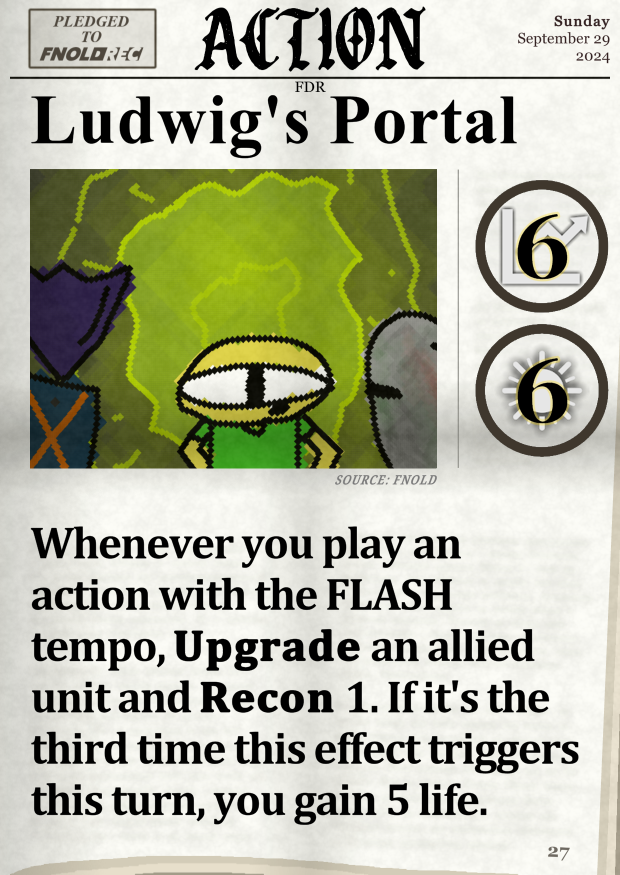 PLEDGED
TO
FNOLD REC
ACTION
Sunday
September 29
2024
FDR
Ludwig's Portal
6
6
SOURCE: FNOLD
Whenever you play an
action with the FLASH
tempo, Upgrade an allied
unit and Recon 1. If it's the
third time this effect triggers
this turn, you gain 5 life.
27